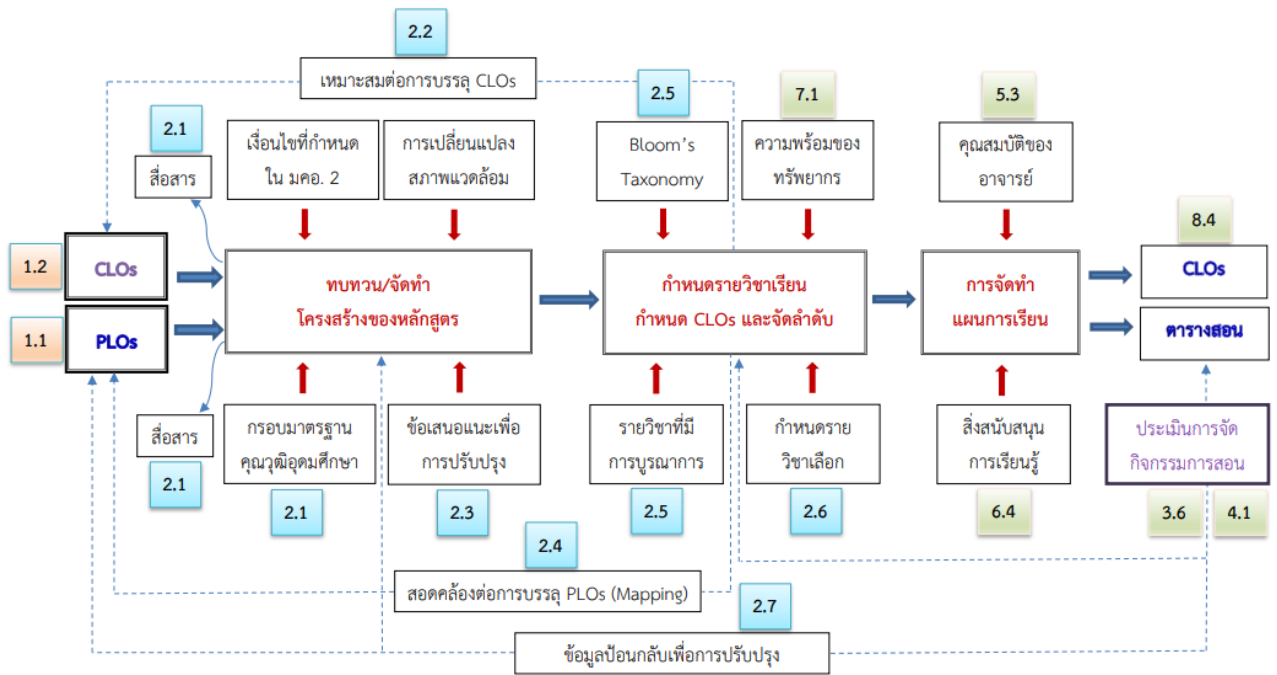 2.2
เหมาะสมต่อการบรรลุ CLOs
2.5
7.1
5.3
2.1
สื่อสาร
เงื่อนไขที่กำหนด
ใน มคอ. 2
การเปลี่ยนแปลง
สภาพแวดล้อม
Bloom's
Taxonomy
ความพร้อมของ
ทรัพยากร
คุณสมบัติของ
อาจารย์
8.4
1.2
CLOs
1.1
PLOs
ทบทวน/จัดทำ
โครงสร้างของหลักสูตร
กำหนดรายวิชาเรียน
กำหนด CLOs และจัดลำดับ
การจัดทำ
แผนการเรียน
CLOs
ตารางสอน
สื่อสาร
2.1
กรอบมาตรฐาน
คุณวุฒิอุดมศึกษา
2.1
ข้อเสนอแนะเพื่อ
การปรับปรุง
2.3
รายวิชาที่มี
การบูรณาการ
2.5
กำหนดราย
วิชาเลือก
2.6
สิ่งสนับสนุน
การเรียนรู้
6.4
ประเมินการจัด
กิจกรรมการสอน
3.6
4.1
2.4
สอดคล้องต่อการบรรลุ PLOs (Mapping)
2.7
ข้อมูลป้อนกลับเพื่อการปรับปรุง